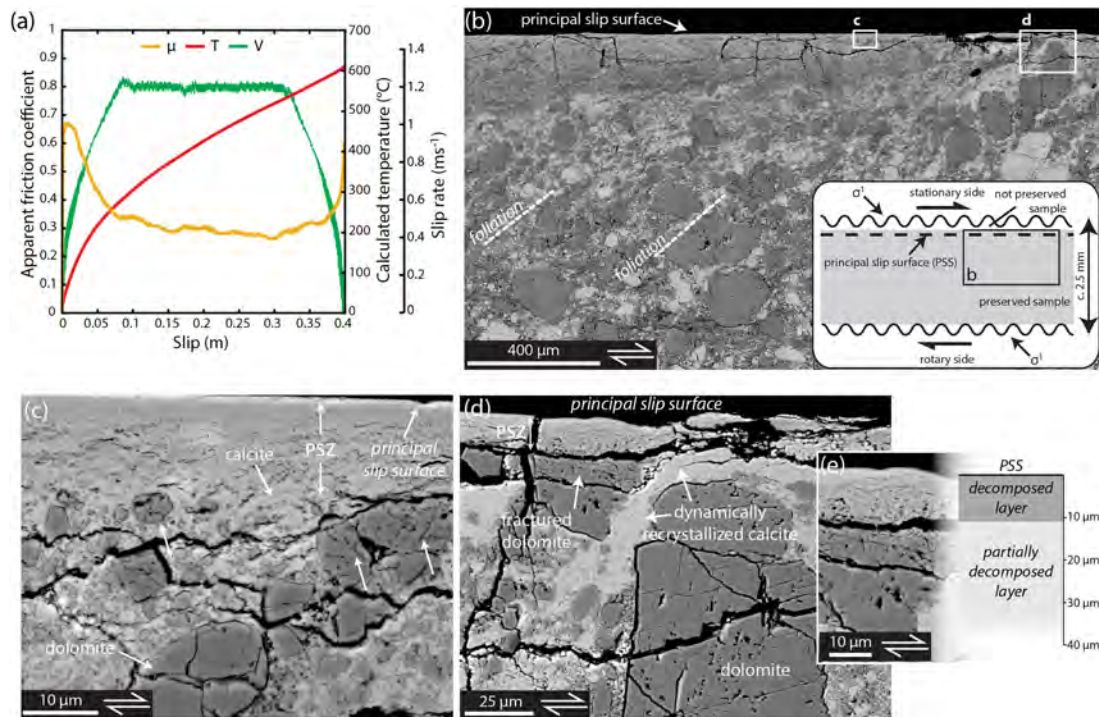 (a)
μ T V
Apparent friction coefficient
1
0.9
0.8
0.7
0.6
0.5
0.4
0.3
0.2
0.1
0
0 0.05 0.1 0.15 0.2 0.25 0.3 0.35 0.4
Slip (m)
700
600
500
400
300
200
100
0
Calculated temperature (°C)
1.4
1.2
1
0.8
0.6
0.4
0.2
0
Slip rate (ms-1)
(b)
principal slip surface
c
d
foliation
foliation
400 μm
σ1
stationary side
not preserved
sample
principal slip surface (PSS)
b
c. 2.5 mm
preserved sample
rotary side
σ1
(c)
calcite
PSZ
principal
slip surface
dolomite
10 μm
(d)
principal slip surface
PSZ
fractured
dolomite
dynamically
recrystallized calcite
dolomite
25 μm
(e)
PSS
decomposed
layer
partially
decomposed
layer
10 μm
20 μm
30 μm
40 μm
10 μm